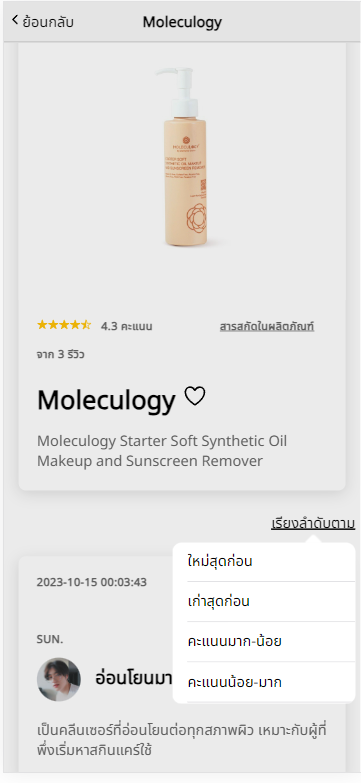 ย้อนกลับ
Moleculogy
4.3 คะแนน
สารสกัดในผลิตภัณฑ์
จาก 3 รีวิว
Moleculogy
Moleculogy Starter Soft Synthetic Oil
Makeup and Sunscreen Remover
เรียงลำดับตาม
ใหม่สุดก่อน
เก่าสุดก่อน
คะแนนมาก-น้อย
คะแนนน้อย-มาก
2023-10-15 00:03:43
SUN.
อ่อนโยนมา
เป็นคลีนเซอร์ที่อ่อนโยนต่อทุกสภาพผิว เหมาะกับผู้ที่
พึ่งเริ่มหาสกินแคร์ใช้